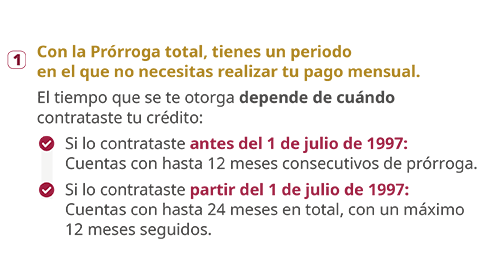 1
Con la Prórroga total, tienes un periodo
en el que no necesitas realizar tu pago mensual.
El tiempo que se te otorga depende de cuándo
contrataste tu crédito:
Si lo contrataste antes del 1 de julio de 1997:
Cuentas con hasta 12 meses consecutivos de prórroga.
Si lo contrataste partir del 1 de julio de 1997:
Cuentas con hasta 24 meses en total, con un máximo
12 meses seguidos.